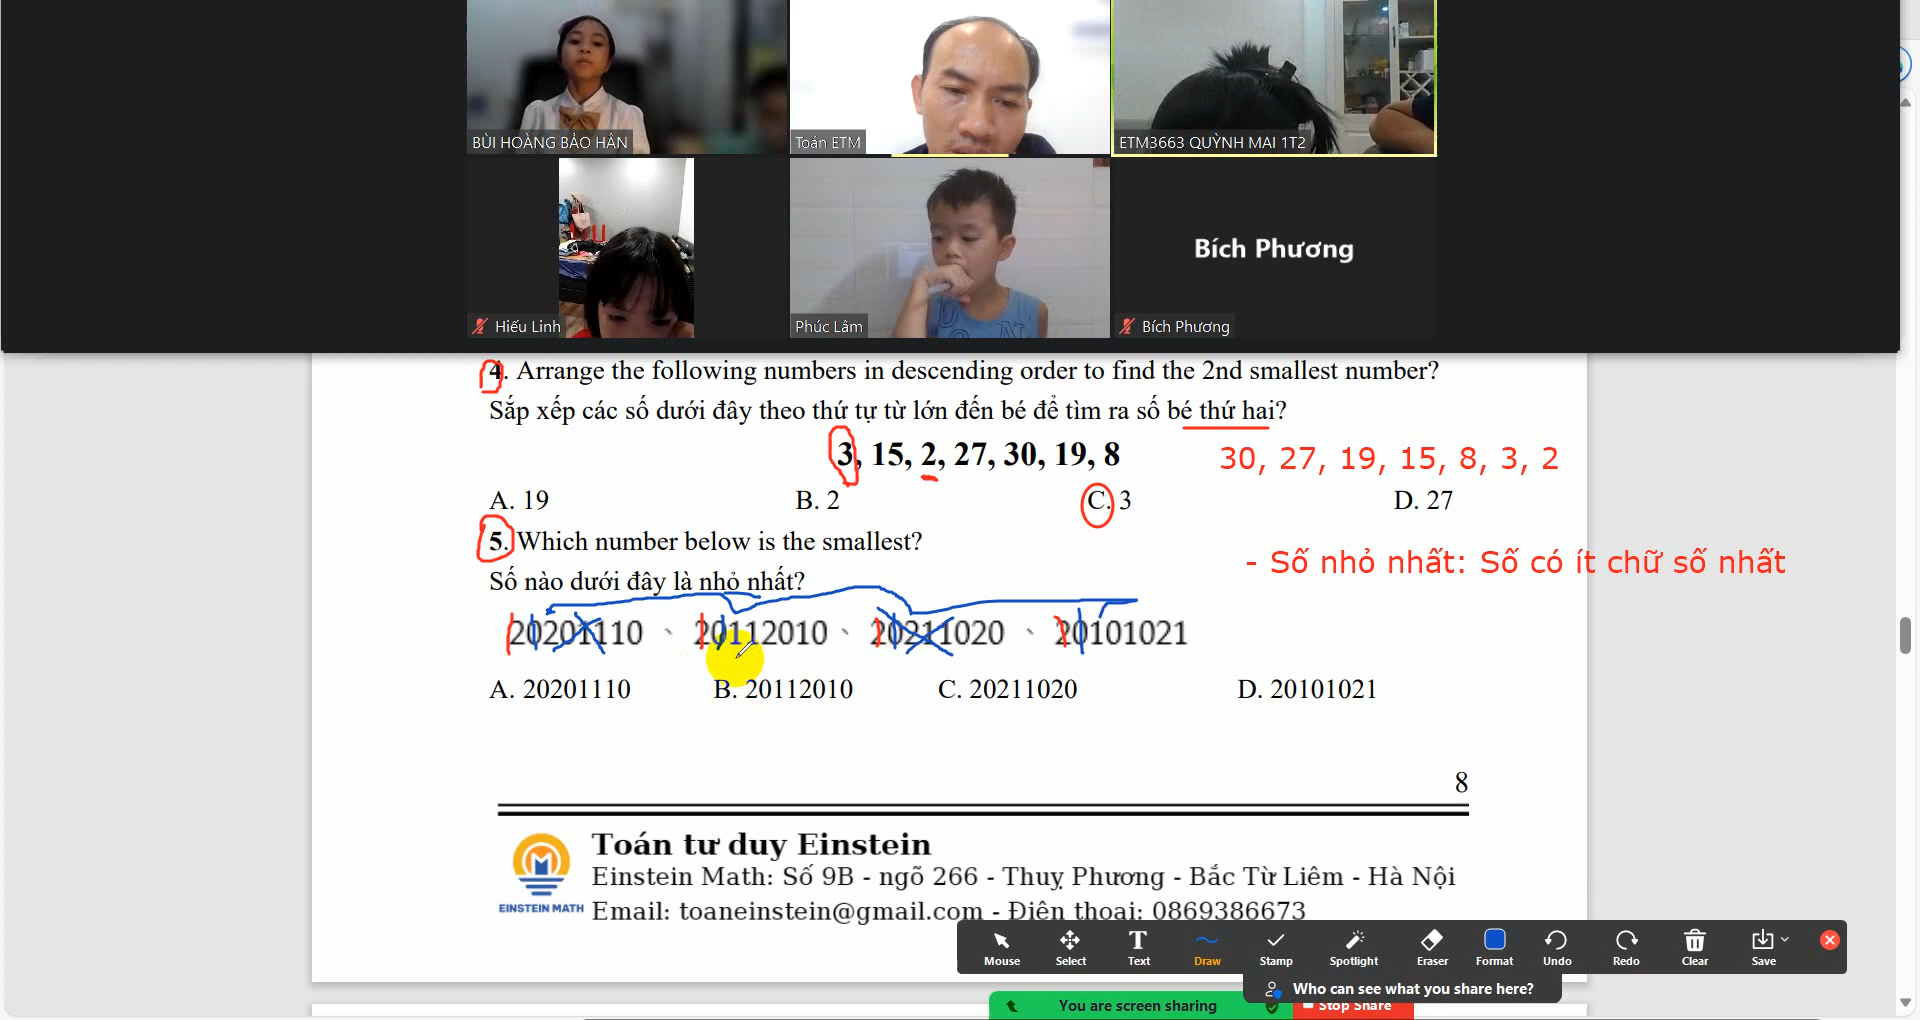 BÙI HOÀNG BẢO HÂN
Toán ETM
ETM3663 QUỲNH MAI 1T2
Hiếu Linh
Phúc Lâm
Bích Phương
Bích Phương
4. Arrange the following numbers in descending order to find the 2nd smallest number?
Sắp xếp các số dưới đây theo thứ tự từ lớn đến bé để tìm ra số bé thứ hai?
3, 15, 2, 27, 30, 19, 8
30, 27, 19, 15, 8, 3, 2
A. 19 B. 2 C. 3 D. 27
5. Which number below is the smallest?
- Số nhỏ nhất: Số có ít chữ số nhất
Số nào dưới đây là nhỏ nhất?
20201110 、 20112010 、 20211020 、 20101021
A. 20201110 B. 20112010 C. 20211020 D. 20101021
8
Toán tư duy Einstein
Einstein Math: Số 9B - ngõ 266 - Thuỵ Phương - Bắc Từ Liêm - Hà Nội
EINSTEIN MATH
Email: toaneinstein@gmail.com - Điện thoại: 0869386673
Mouse Select Text Draw Stamp Spotlight Eraser Format Undo Redo Clear Save
Who can see what you share here?
You are screen sharing Stop Share